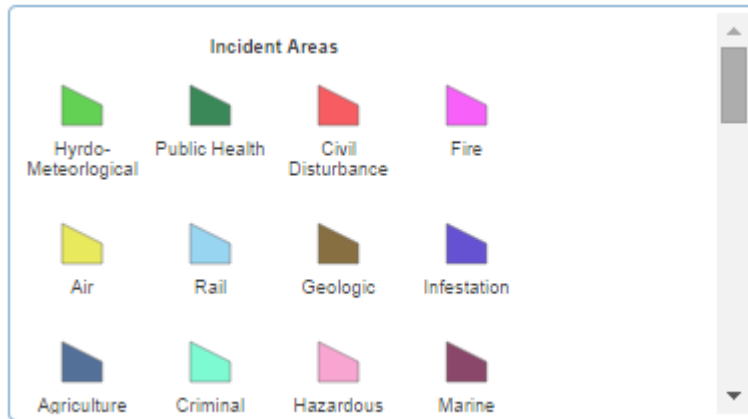 Incident Areas
Hyrdo-
Meteorlogical
Public Health
Civil
Disturbance
Fire
Air
Rail
Geologic
Infestation
Agriculture
Criminal
Hazardous
Marine